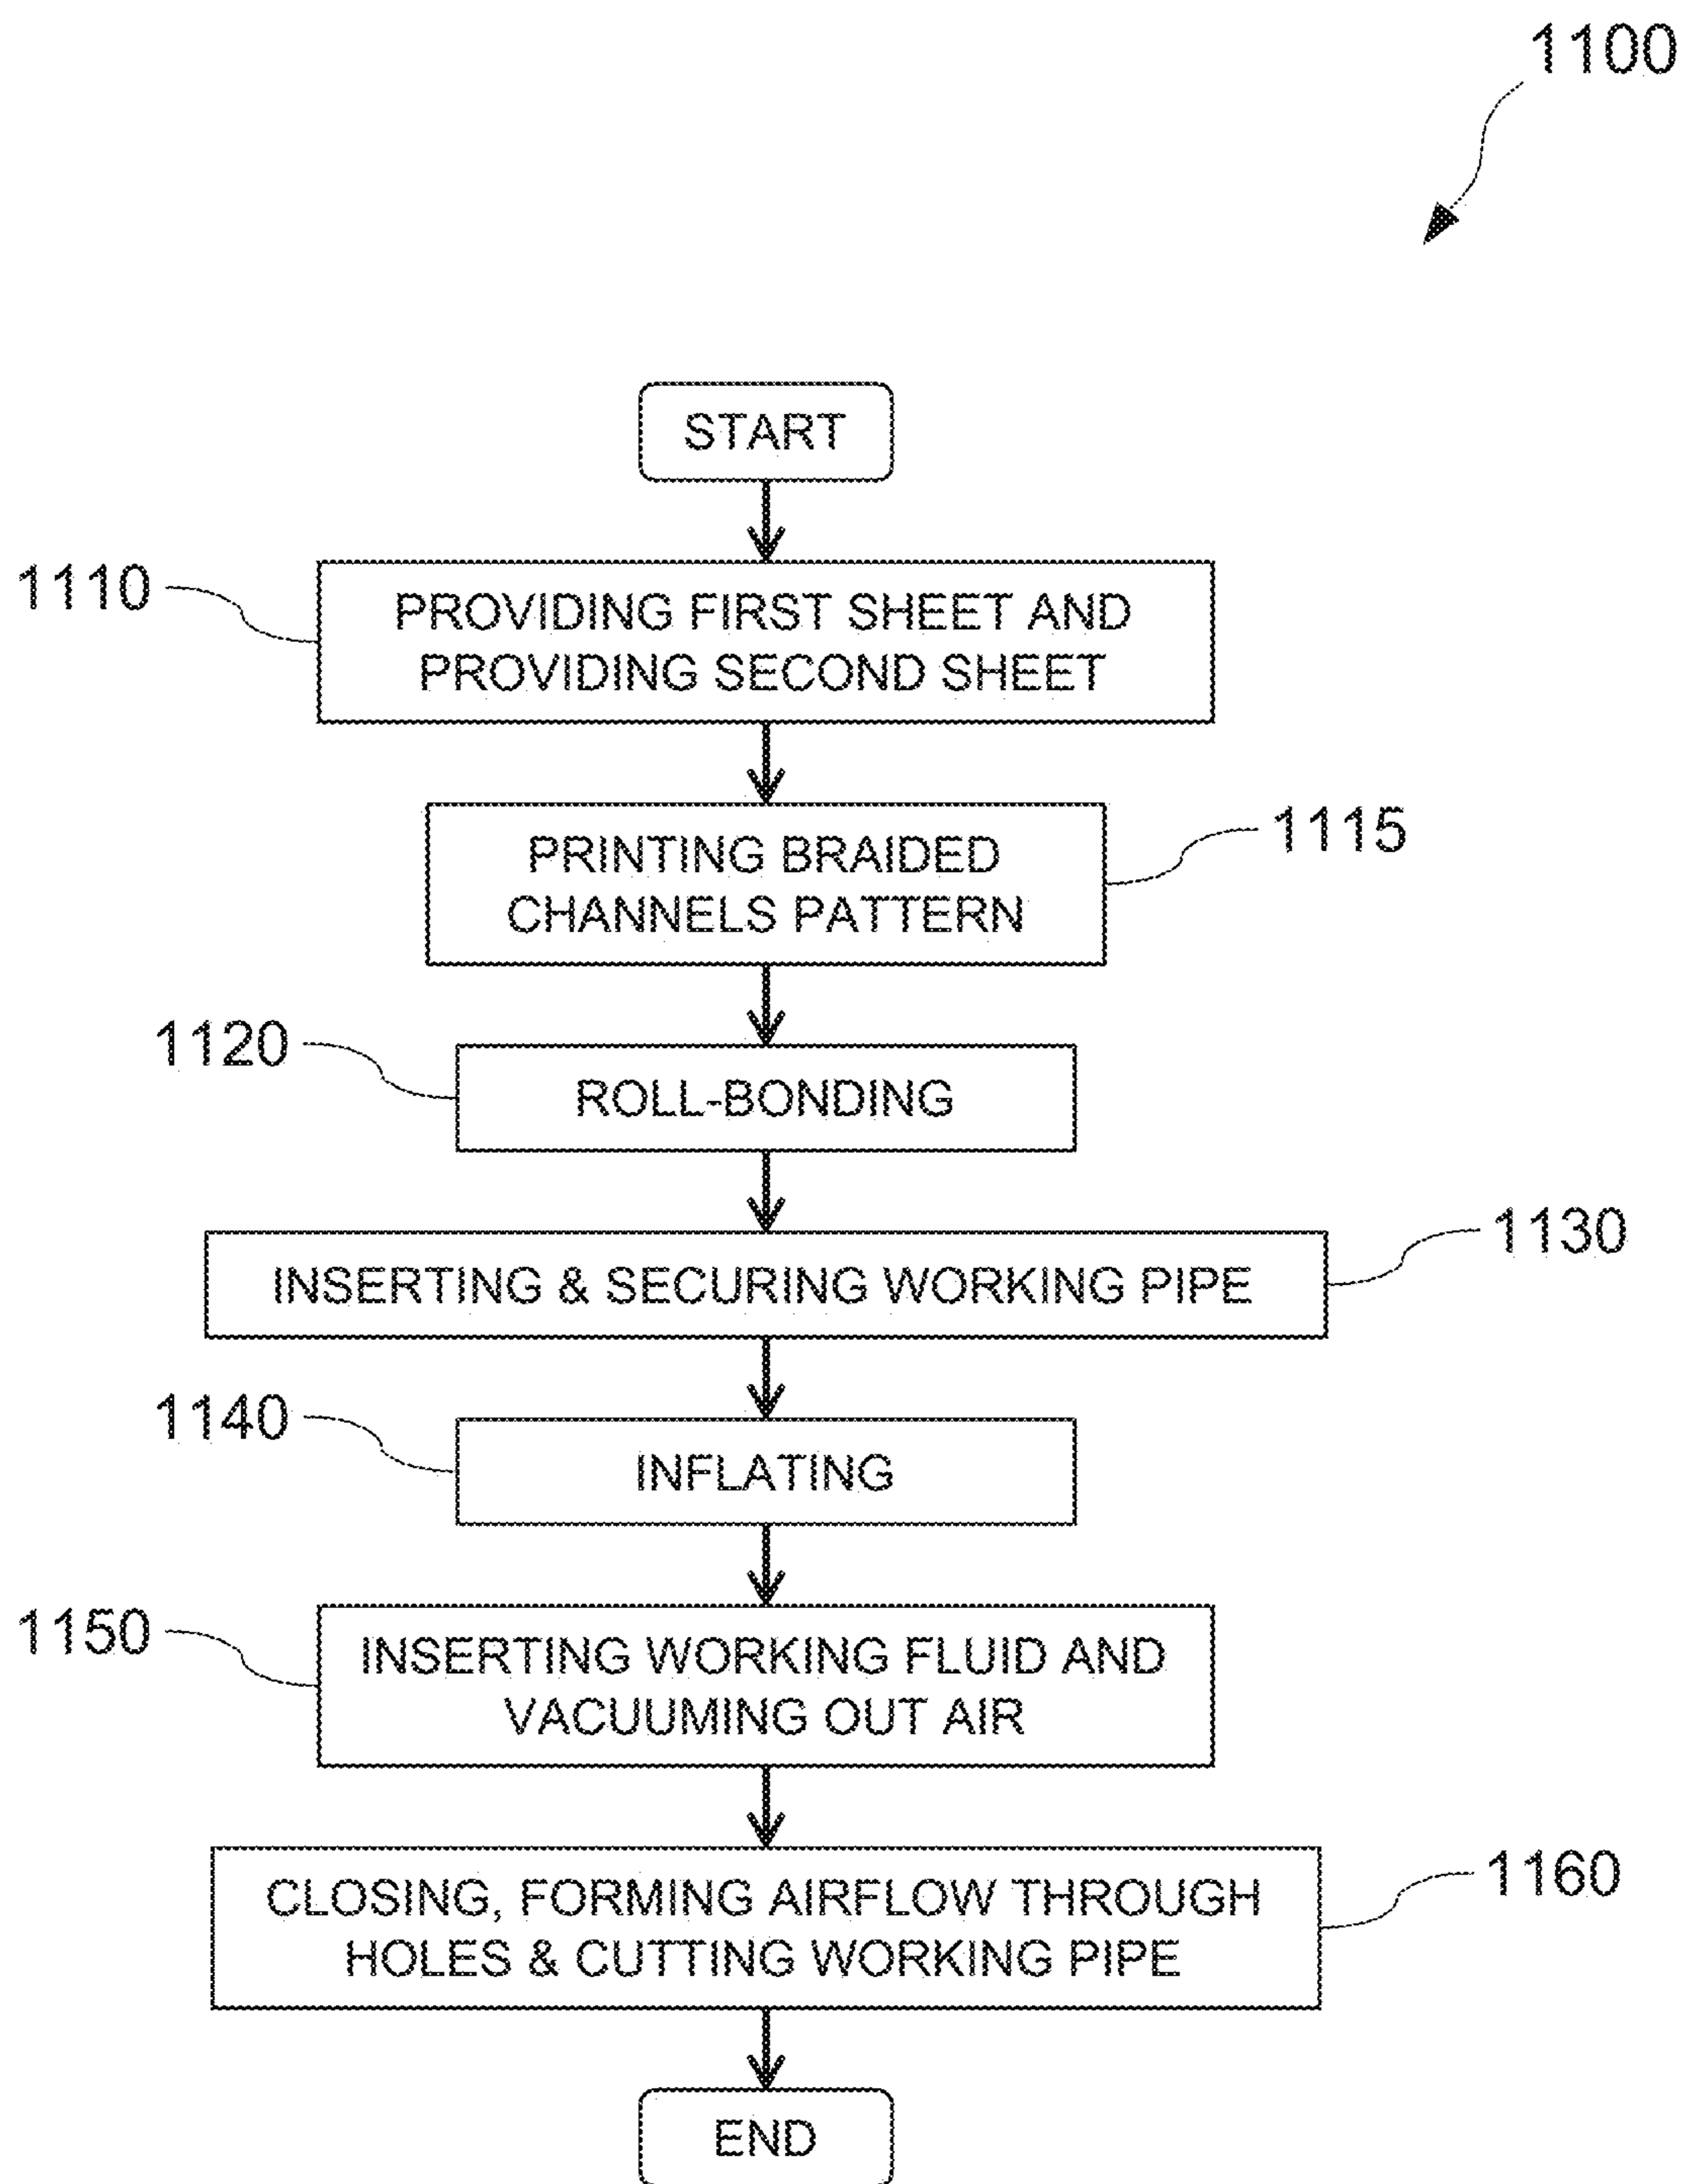 1100
START
1110
PROVIDING FIRST SHEET AND
PROVIDING SECOND SHEET
PRINTING BRAIDED
CHANNELS PATTERN
1115
1120
ROLL-BONDING
INSERTING & SECURING WORKING PIPE
1130
1140
INFLATING
1150
INSERTING WORKING FLUID AND
VACUUMING OUT AIR
CLOSING, FORMING AIRFLOW THROUGH
HOLES & CUTTING WORKING PIPE
1160
END